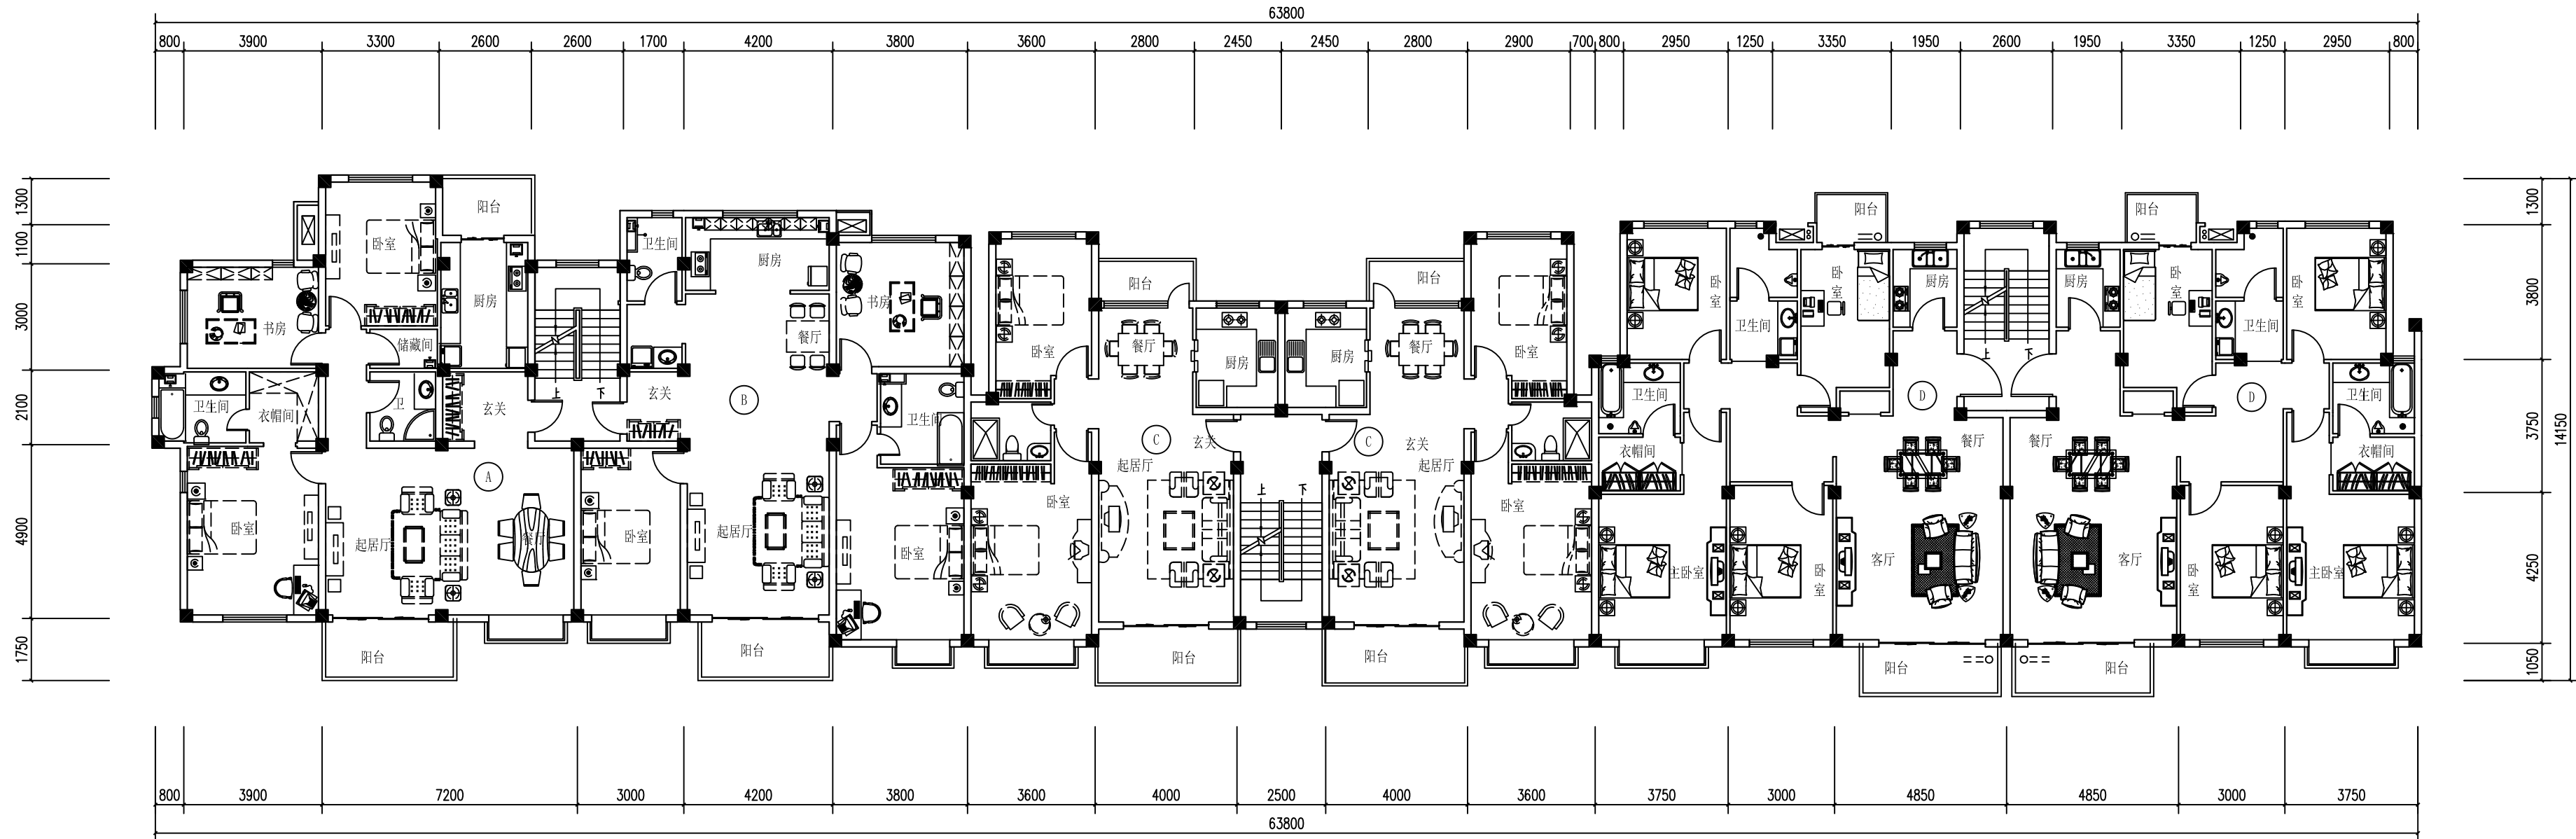 63800
800 3900 3300 2600 2600 1700 4200 3800 3600 2800 2450 2450 2800 2900 700 800 2950 1250 3350 1950 2600 1950 3350 1250 2950 800
1300 1100 3000 2100 4900 1750
1300 3800 3750 4250 1050
14150
阳台 阳台 阳台
卧室 卫生间 厨房 阳台 阳台
书房 储藏间 厨房 餐厅 书房 卧室 餐厅 厨房 厨房 餐厅 卧室
卧室 卫生间 卧室 厨房 厨房 卧室 卫生间 卧室
上 下 上 下
卫生间 衣帽间 卫 玄关 玄关 B 卫生间
卫生间 D D 卫生间
C 玄关 C 玄关
起居厅 起居厅
衣帽间 餐厅 餐厅 衣帽间
A
上 下
卧室 起居厅 餐厅 卧室 起居厅 卧室 卧室 卧室
主卧室 卧室 客厅 客厅 卧室 主卧室
阳台 阳台 阳台 阳台 阳台 阳台
800 3900 7200 3000 4200 3800 3600 4000 2500 4000 3600 3750 3000 4850 4850 3000 3750
63800